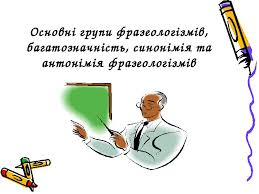 Основні групи фразеологізмів,
багатозначність, синонімія та
антонімія фразеологізмів